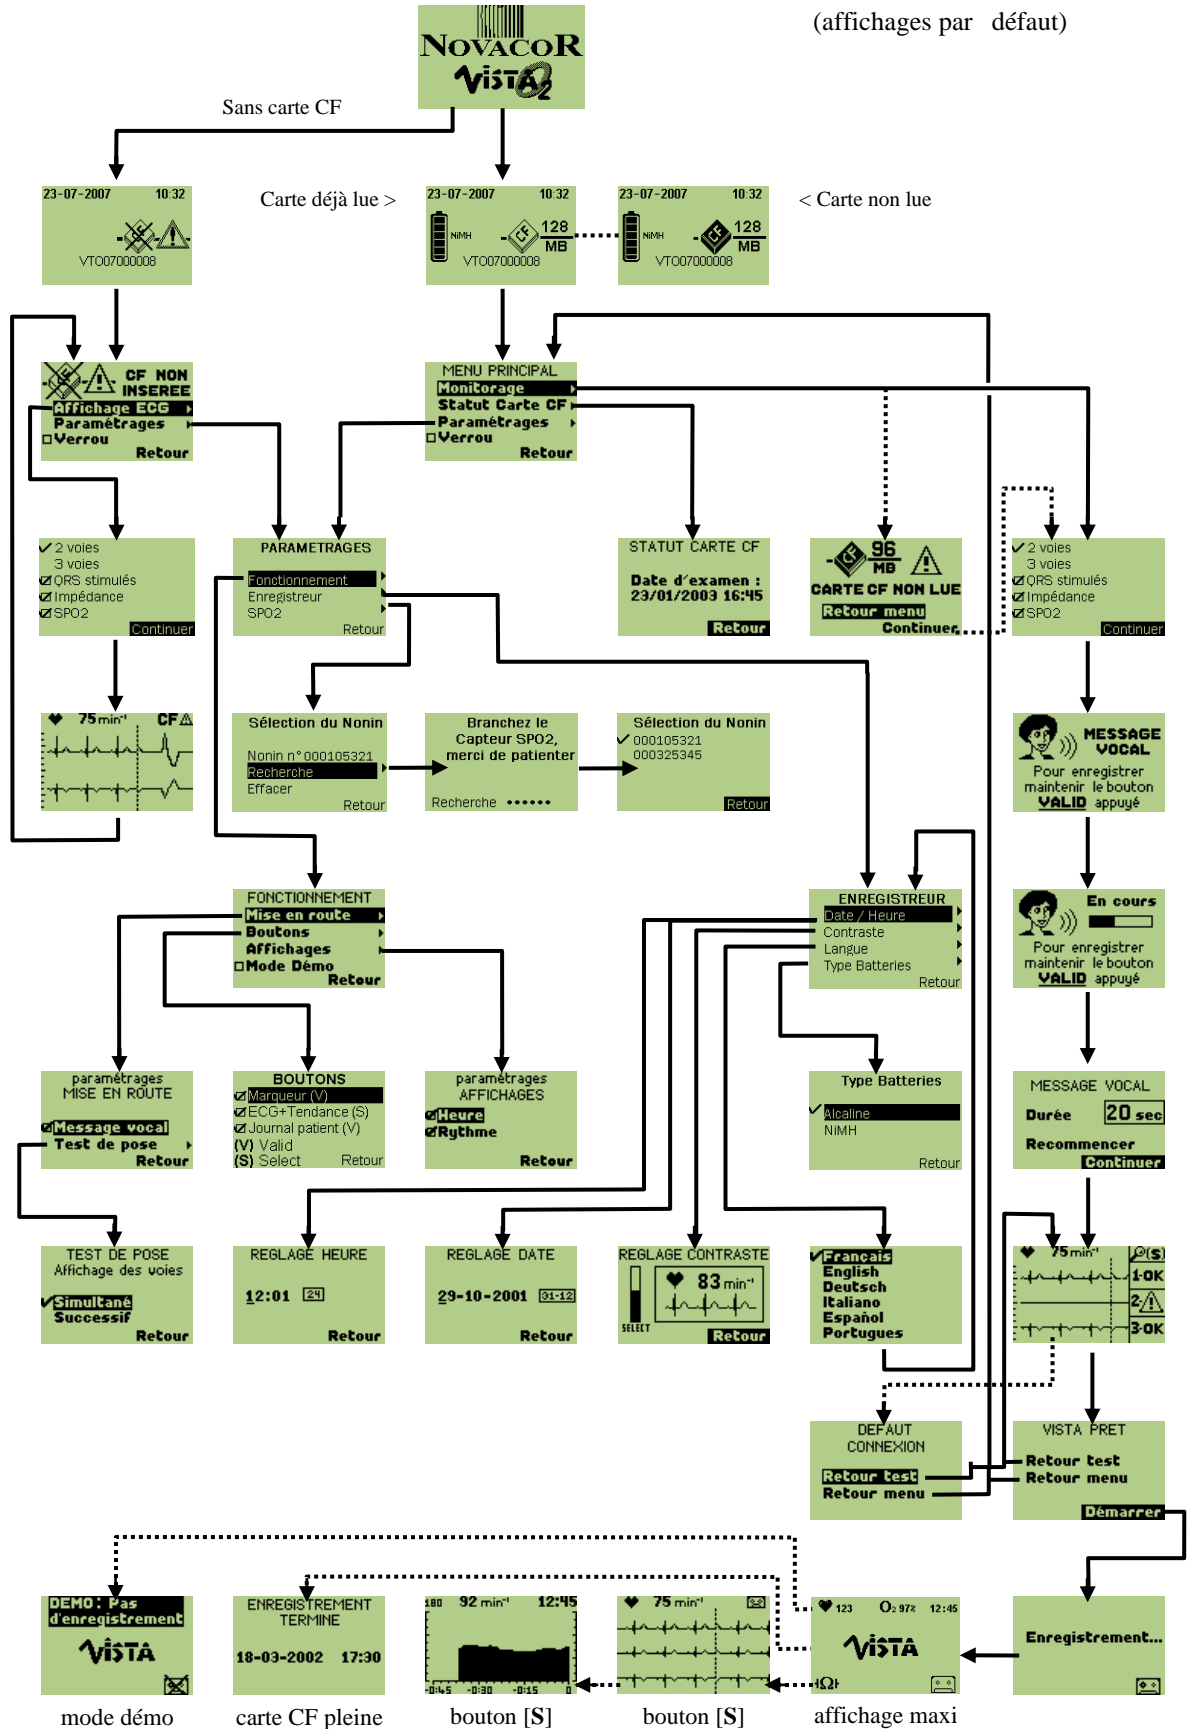 (affichages par défaut)
NOVACOR
ViSTAO2
Sans carte CF
23-07-2007 10:32
CF
VTO07000008
Carte déjà lue >
23-07-2007 10:32
NiMH
CF 128 MB
VTO07000008
23-07-2007 10:32
NiMH
CF 128 MB
VTO07000008
< Carte non lue
CF CF NON
INSEREE
Affichage ECG
Paramétrages
Verrou
Retour
MENU PRINCIPAL
Monitorage
Statut Carte CF
Paramétrages
Verrou
Retour
2 voies
3 voies
QRS stimulés
Impédance
SPO2
Continuer
PARAMETRAGES
Fonctionnement
Enregistreur
SPO2
Retour
STATUT CARTE CF
Date d'examen :
23/01/2003 16:45
Retour
CF 96 MB
CARTE CF NON LUE
Retour menu
Continuer
2 voies
3 voies
QRS stimulés
Impédance
SPO2
Continuer
75 min⁻¹ CF
Sélection du Nonin
Nonin n°000105321
Recherche
Effacer
Retour
Branchez le
Capteur SPO2,
merci de patienter
Recherche ••••••
Sélection du Nonin
000105321
000325345
Retour
MESSAGE
VOCAL
Pour enregistrer
maintenir le bouton
VALID appuyé
FONCTIONNEMENT
Mise en route
Boutons
Affichages
Mode Démo
Retour
ENREGISTREUR
Date / Heure
Contraste
Langue
Type Batteries
Retour
En cours
Pour enregistrer
maintenir le bouton
VALID appuyé
paramétrages
MISE EN ROUTE
Message vocal
Test de pose
Retour
BOUTONS
Marqueur (V)
ECG+Tendance (S)
Journal patient (V)
(V) Valid
(S) Select Retour
paramétrages
AFFICHAGES
Heure
Rythme
Retour
Type Batteries
Alcaline
NiMH
Retour
MESSAGE VOCAL
Durée 20 sec
Recommencer
Continuer
TEST DE POSE
Affichage des voies
Simultané
Successif
Retour
REGLAGE HEURE
12:01 24
Retour
REGLAGE DATE
29-10-2001 31-12
Retour
REGLAGE CONTRASTE
83 min⁻¹
SELECT
Retour
Français
English
Deutsch
Italiano
Español
Portugues
75 min⁻¹ (S)
1-OK
2-
3-OK
DEFAUT
CONNEXION
Retour test
Retour menu
VISTA PRET
Retour test
Retour menu
Démarrer
DEMO : Pas
d'enregistrement
ViSTA
ENREGISTREMENT
TERMINE
18-03-2002 17:30
180 92 min⁻¹ 12:45
-0:45 -0:30 -0:15 0
75 min⁻¹
123 O2 97% 12:45
ViSTA
Ω
Enregistrement...
mode démo
carte CF pleine
bouton [S]
bouton [S]
affichage maxi